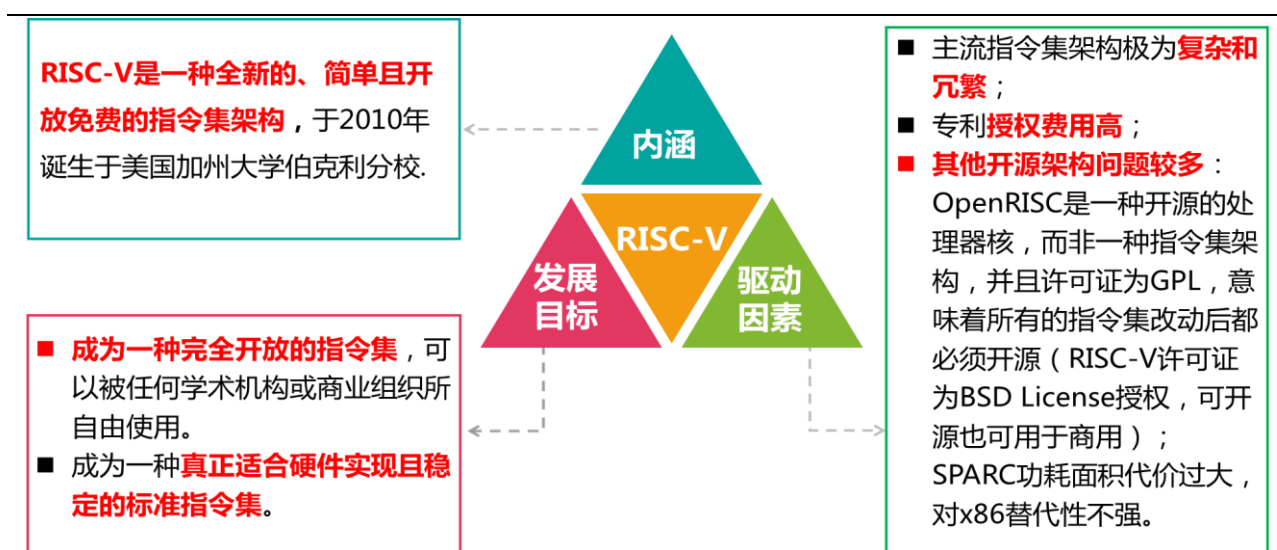 RISC-V是一种全新的、简单且开
放免费的指令集架构，于2010年
诞生于美国加州大学伯克利分校.
内涵
RISC-V
发展
目标
驱动
因素
■ 成为一种完全开放的指令集，可
以被任何学术机构或商业组织所
自由使用。
■ 成为一种真正适合硬件实现且稳
定的标准指令集。
■ 主流指令集架构极为复杂和
冗繁；
■ 专利授权费用高；
■ 其他开源架构问题较多：
OpenRISC是一种开源的处
理器核，而非一种指令集架
构，并且许可证为GPL，意
味着所有的指令集改动后都
必须开源（RISC-V许可证
为BSD License授权，可开
源也可用于商用）；
SPARC功耗面积代价过大，
对x86替代性不强。